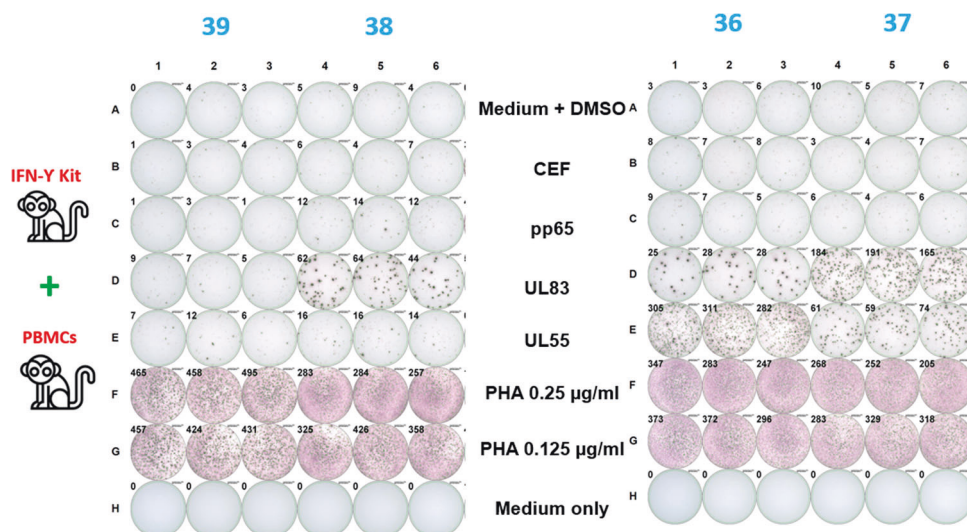 39 38 36 37
1 2 3 4 5 6 1 2 3 4 5 6
A 0 4 3 5 9 4 Medium + DMSO A 3 3 6 10 5 7
B 1 3 4 6 4 7 CEF B 8 7 8 3 4 7
IFN-Y Kit
C 1 3 1 12 14 12 pp65 C 9 7 5 6 4 6
D 9 7 5 62 64 44 UL83 D 25 28 28 184 191 165
+
E 7 12 6 16 16 14 UL55 E 305 311 282 61 59 74
PBMCs
F 465 458 495 283 284 257 PHA 0.25 µg/ml F 347 283 247 268 252 205
G 457 424 431 325 426 358 PHA 0.125 µg/ml G 373 372 296 283 329 318
H 0 0 0 0 0 0 Medium only H 0 0 0 0 0 0